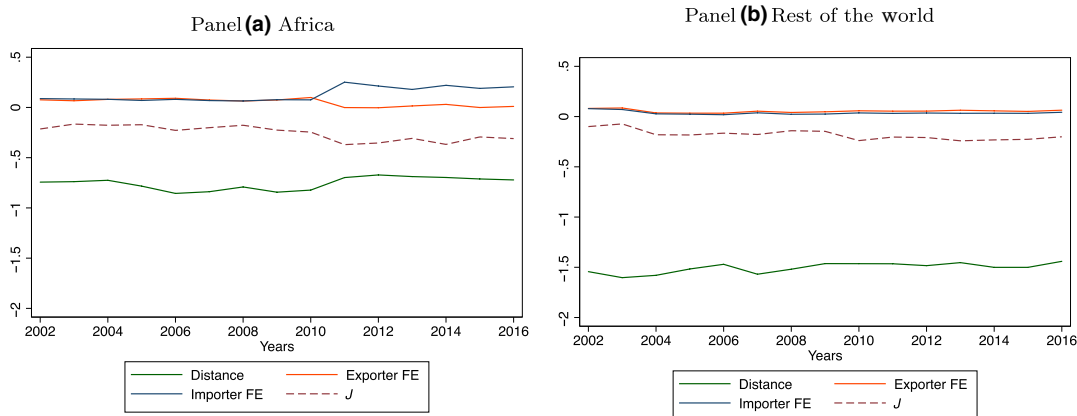 Panel (a) Africa
.5
0
-.5
-1
-1.5
-2
2002 2004 2006 2008 2010 2012 2014 2016
Years
Distance Exporter FE
Importer FE J
Panel (b) Rest of the world
.5
0
-.5
-1
-1.5
-2
2002 2004 2006 2008 2010 2012 2014 2016
Years
Distance Exporter FE
Importer FE J